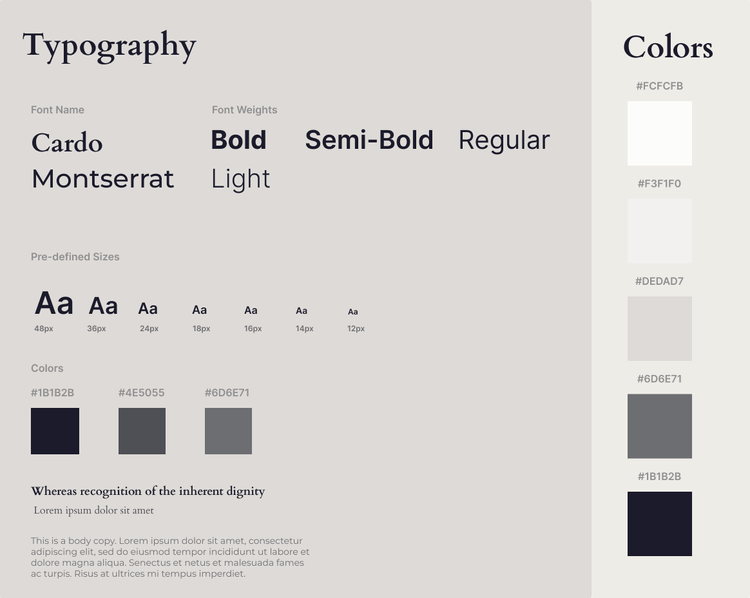 Typography
Font Name
Font Weights
Cardo
Bold Semi-Bold Regular
Montserrat
Light
Pre-defined Sizes
Aa Aa Aa Aa Aa Aa Aa
48px 36px 24px 18px 16px 14px 12px
Colors
#1B1B2B #4E5055 #6D6E71
Whereas recognition of the inherent dignity
Lorem ipsum dolor sit amet
This is a body copy. Lorem ipsum dolor sit amet, consectetur
adipiscing elit, sed do eiusmod tempor incididunt ut labore et
dolore magna aliqua. Senectus et netus et malesuada fames
ac turpis. Risus at ultrices mi tempus imperdiet.
Colors
#FCFCFB
#F3F1F0
#DEDAD7
#6D6E71
#1B1B2B